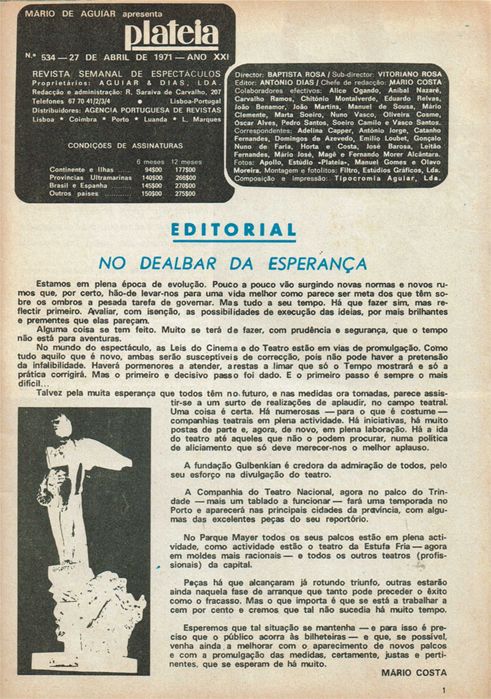 MÁRIO DE AGUIAR apresenta
plateia
N.º 534 — 27 DE ABRIL DE 1971 — ANO XXI
REVISTA SEMANAL DE ESPECTÁCULOS
Proprietários: AGUIAR & DIAS, LDA.
Redacção e administração: R. Saraiva de Carvalho, 207
Telefones 67 70 41/2/3/4 • Lisboa-Portugal
Distribuidores: AGENCIA PORTUGUESA DE REVISTAS
Lisboa * Coimbra * Porto * Luanda * L. Marques
CONDIÇÕES DE ASSINATURAS
6 meses 12 meses
Continente e Ilhas .... 94$00 177$00
Províncias Ultramarinas 140$00 266$00
Brasil e Espanha ...... 145$00 270$00
Outros países ......... 150$00 275$00
Director: BAPTISTA ROSA / Sub-director: VITORIANO ROSA
Editor: ANTÓNIO DIAS / Chefe de redacção: MÁRIO COSTA
Colaboradores efectivos: Alice Ogando, Aníbal Nazaré,
Carvalho Ramos, Chitónio Montalverde, Eduardo Relvas,
João Benamor, João Martins, Manuel de Sousa, Mário
Clemente, Marta Soeiro, Nuno Vasco, Oliveira Cosme,
Oscar Alves, Pedro Santos, Soeiro Camilo e Vasco Santos.
Correspondentes: Adelina Capper, António Jorge, Catanho
Fernandes, Domingos de Azevedo, Emílio Loubet, Gonçalo
Nuno de Faria, Horta e Costa, José Barosa, Leitão
Fernandes, Mário José, Magê e Fernando Morer Alcántara.
Fotos: Apollo, Estúdio «Plateia», Manuel Gomes e Olavo
Moreira. Montagem e fotolitos: Filtro, Estúdios Gráficos, Lda.
Composição e impressão: Tipocromia Aguiar, Lda.
EDITORIAL
NO DEALBAR DA ESPERANÇA
Estamos em plena época de evolução. Pouco a pouco vão surgindo novas normas e novos ru-
mos que, por certo, hão-de levar-nos para uma vida melhor como parece ser meta dos que têm so-
bre os ombros a pesada tarefa de governar. Mas tudo a seu tempo. Há que fazer sim, mas re-
flectir primeiro. Avaliar, com isenção, as possibilidades de execução das ideias, por mais brilhantes
e prementes que elas pareçam.
Alguma coisa se tem feito. Muito se terá de fazer, com prudência e segurança, que o tempo
não está para aventuras.
No mundo do espectáculo, as Leis do Cinema e do Teatro estão em vias de promulgação. Como
tudo aquilo que é novo, ambas serão susceptíveis de correcção, pois não pode haver a pretensão
da infalibilidade. Haverá pormenores a atender, arestas a limar que só o Tempo mostrará e só a
prática corrigirá. Mas o primeiro e decisivo passo foi dado. E o primeiro passo é sempre o mais
difícil...
Talvez pela muita esperança que todos têm no futuro, e nas medidas ora tomadas, parece assis-
tir-se a um surto de realizações de aplaudir, no campo teatral.
Uma coisa é certa. Há numerosas — para o que é costume —
companhias teatrais em plena actividade. Há iniciativas, há muito
postas de parte e, agora, de novo, em plena laboração. Há a ida
do teatro até aqueles que não o podem procurar, numa política
de aliciamento que só deve merecer-nos o melhor aplauso.
A fundação Gulbenkian é credora da admiração de todos, pelo
seu esforço na divulgação do teatro.
A Companhia do Teatro Nacional, agora no palco do Trin-
dade — mais um tablado a funcionar — fará uma temporada no
Porto e aparecerá nas principais cidades da província, com algu-
mas das excelentes peças do seu reportório.
No Parque Mayer todos os seus palcos estão em plena acti-
vidade, como actividade estão o teatro da Estufa Fria — agora
em moldes mais racionais — e todos os outros teatros (profis-
sionais) da capital.
Peças há que alcançaram já rotundo triunfo, outras estarão
ainda naquela fase de arranque que tanto pode preceder o êxito
como o fracasso. Mas o que importa é que se está a trabalhar a
cem por cento e cremos que tal não sucedia há muito tempo.
Esperemos que tal situação se mantenha — e para isso é pre-
ciso que o público acorra às bilheteiras — e que, se possível,
venha ainda a melhorar com o aparecimento de novos palcos
e com a promulgação das medidas, certamente, justas e perti-
nentes, que se esperam de há muito.
MÁRIO COSTA
1